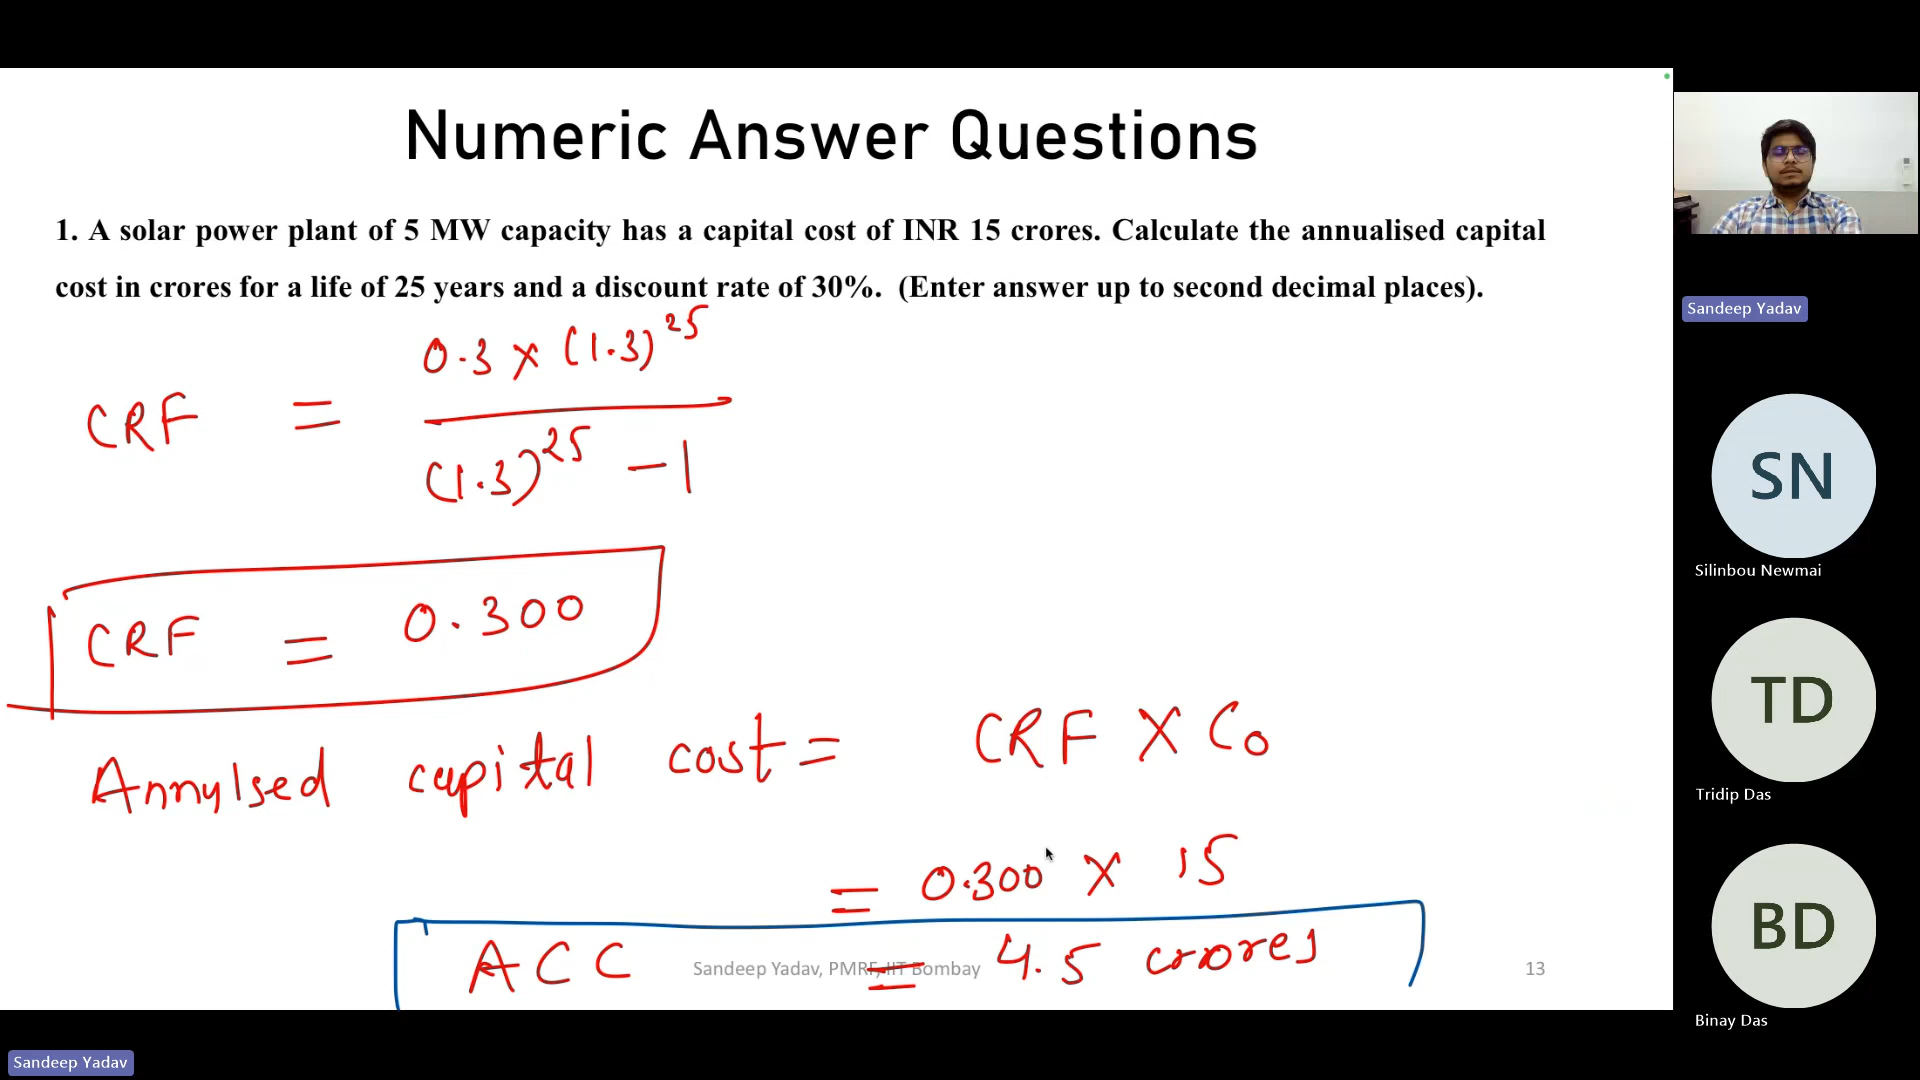 Numeric Answer Questions
1. A solar power plant of 5 MW capacity has a capital cost of INR 15 crores. Calculate the annualised capital
cost in crores for a life of 25 years and a discount rate of 30%. (Enter answer up to second decimal places).
CRF = 0.3 × (1.3)^25
(1.3)^25 - 1
CRF = 0.300
Annulsed capital cost = CRF × Co
= 0.300 × 15
ACC = 4.5 crores
Sandeep Yadav, PMRF, IIT Bombay
13
Sandeep Yadav
SN
Silinbou Newmai
TD
Tridip Das
BD
Binay Das
Sandeep Yadav